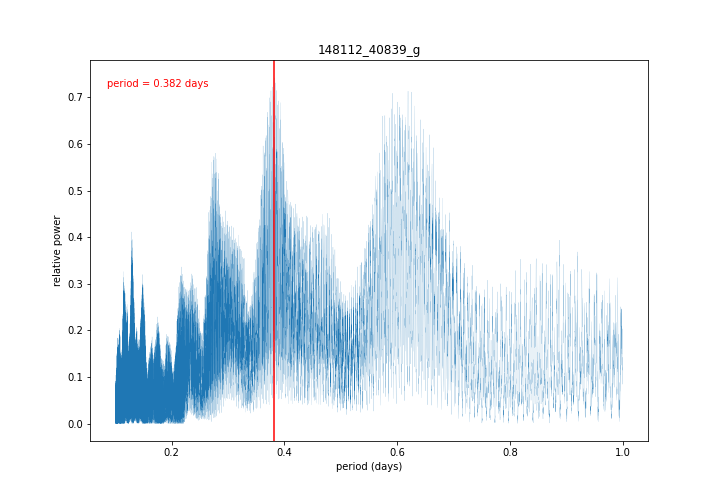 148112_40839_g
period = 0.382 days
relative power
0.7
0.6
0.5
0.4
0.3
0.2
0.1
0.0
0.2 0.4 0.6 0.8 1.0
period (days)